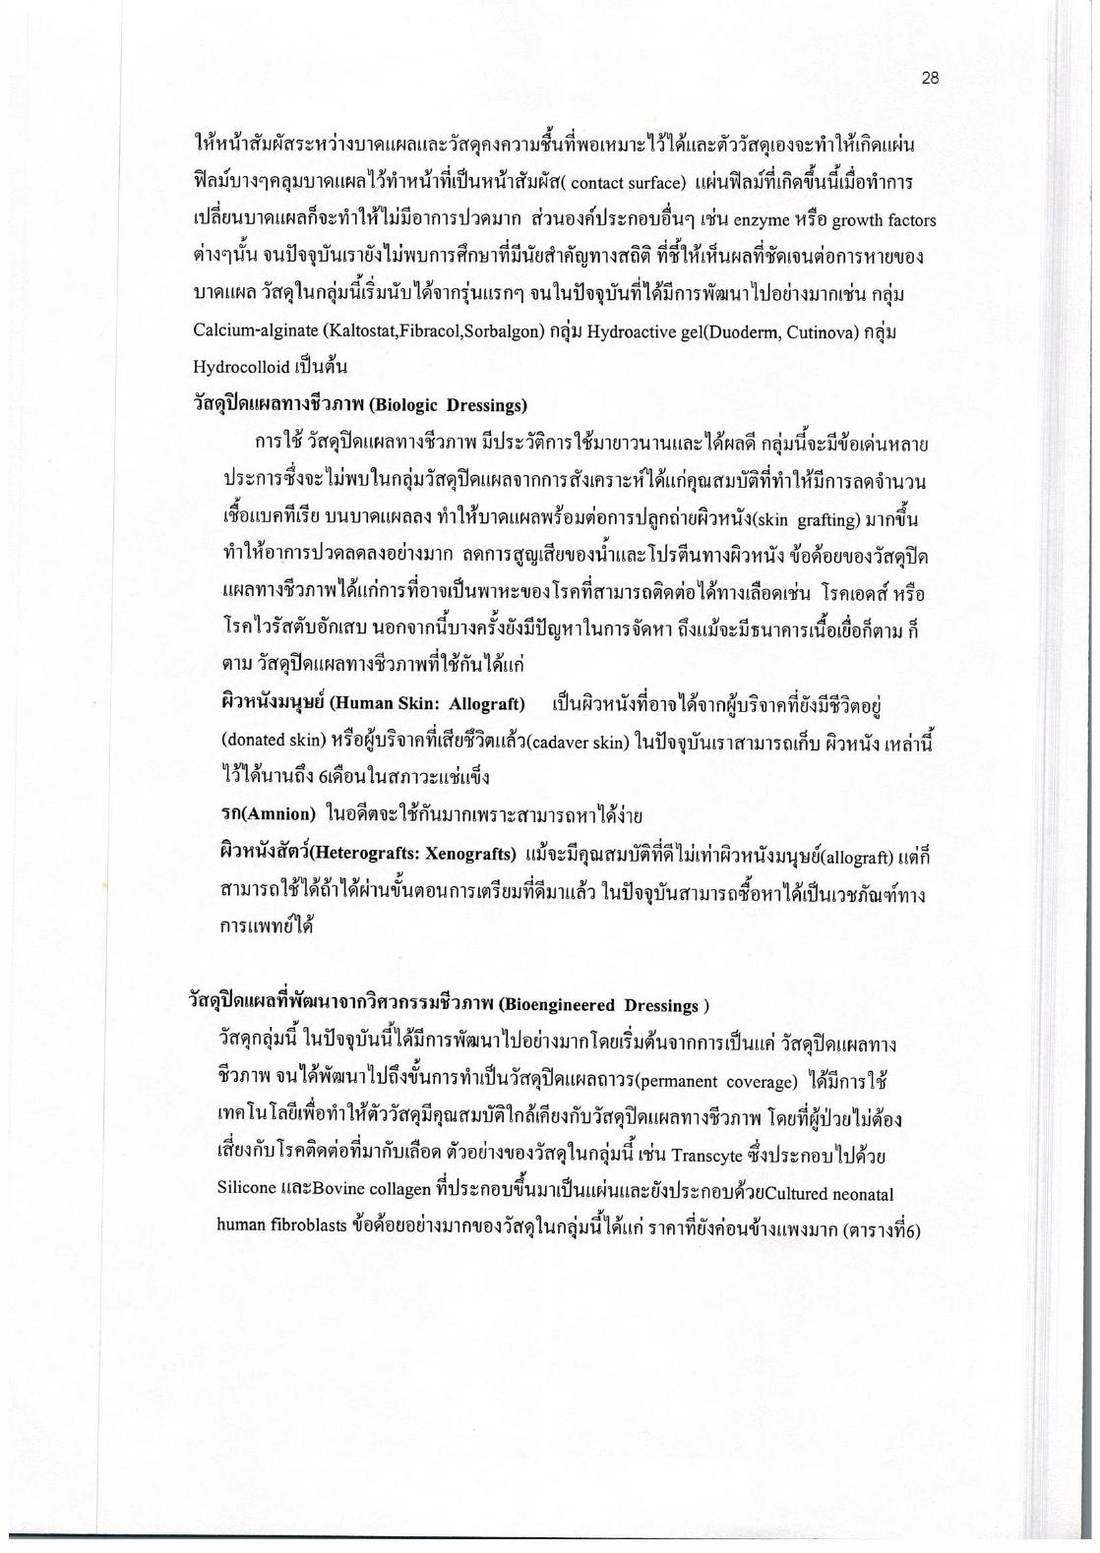 28
ให้หน้าสัมผัสระหว่างบาดแผลและวัสดุคงความชื้นที่พอเหมาะไว้ได้และตัววัสดุเองจะทำให้เกิดแผ่น
ฟิลม์บางๆคลุมบาดแผลไว้ทำหน้าที่เป็นหน้าสัมผัส( contact surface) แผ่นฟิลม์ที่เกิดขึ้นนี้เมื่อทำการ
เปลี่ยนบาดแผลก็จะทำให้ไม่มีอาการปวดมาก ส่วนองค์ประกอบอื่นๆ เช่น enzyme หรือ growth factors
ต่างๆนั้น จนปัจจุบันเรายังไม่พบการศึกษาที่มีนัยสำคัญทางสถิติ ที่ชี้ให้เห็นผลที่ชัดเจนต่อการหายของ
บาดแผล วัสดุในกลุ่มนี้เริ่มนับได้จากรุ่นแรกๆ จนในปัจจุบันที่ได้มีการพัฒนาไปอย่างมากเช่น กลุ่ม
Calcium-alginate (Kaltostat,Fibracol,Sorbalgon) กลุ่ม Hydroactive gel(Duoderm, Cutinova) กลุ่ม
Hydrocolloid เป็นต้น
วัสดุปิดแผลทางชีวภาพ (Biologic Dressings)
การใช้ วัสดุปิดแผลทางชีวภาพ มีประวัติการใช้มายาวนานและได้ผลดี กลุ่มนี้จะมีข้อเด่นหลาย
ประการซึ่งจะไม่พบในกลุ่มวัสดุปิดแผลจากการสังเคราะห์ได้แก่คุณสมบัติที่ทำให้มีการลดจำนวน
เชื้อแบคทีเรีย บนบาดแผลลง ทำให้บาดแผลพร้อมต่อการปลูกถ่ายผิวหนัง(skin grafting) มากขึ้น
ทำให้อาการปวดลดลงอย่างมาก ลดการสูญเสียของน้ำและโปรตีนทางผิวหนัง ข้อด้อยของวัสดุปิด
แผลทางชีวภาพได้แก่การที่อาจเป็นพาหะของโรคที่สามารถติดต่อได้ทางเลือดเช่น โรคเอดส์ หรือ
โรคไวรัสตับอักเสบ นอกจากนี้บางครั้งยังมีปัญหาในการจัดหา ถึงแม้จะมีธนาคารเนื้อเยื่อก็ตาม ก็
ตาม วัสดุปิดแผลทางชีวภาพที่ใช้กันได้แก่
ผิวหนังมนุษย์ (Human Skin: Allograft) เป็นผิวหนังที่อาจได้จากผู้บริจาคที่ยังมีชีวิตอยู่
(donated skin) หรือผู้บริจาคที่เสียชีวิตแล้ว(cadaver skin) ในปัจจุบันเราสามารถเก็บ ผิวหนัง เหล่านี้
ไว้ได้นานถึง 6เดือนในสภาวะแช่แข็ง
รก(Amnion) ในอดีตจะใช้กันมากเพราะสามารถหาได้ง่าย
ผิวหนังสัตว์(Heterografts: Xenografts) แม้จะมีคุณสมบัติที่ดีไม่เท่าผิวหนังมนุษย์(allograft) แต่ก็
สามารถใช้ได้ถ้าได้ผ่านขั้นตอนการเตรียมที่ดีมาแล้ว ในปัจจุบันสามารถซื้อหาได้เป็นเวชภัณฑ์ทาง
การแพทย์ได้
วัสดุปิดแผลที่พัฒนาจากวิศวกรรมชีวภาพ (Bioengineered Dressings )
วัสดุกลุ่มนี้ ในปัจจุบันนี้ได้มีการพัฒนาไปอย่างมากโดยเริ่มต้นจากการเป็นแค่ วัสดุปิดแผลทาง
ชีวภาพ จนได้พัฒนาไปถึงขั้นการทำเป็นวัสดุปิดแผลถาวร(permanent coverage) ได้มีการใช้
เทคโนโลยีเพื่อทำให้ตัววัสดุมีคุณสมบัติใกล้เคียงกับวัสดุปิดแผลทางชีวภาพ โดยที่ผู้ป่วยไม่ต้อง
เสี่ยงกับโรคติดต่อที่มากับเลือด ตัวอย่างของวัสดุในกลุ่มนี้ เช่น Transcyte ซึ่งประกอบไปด้วย
Silicone และBovine collagen ที่ประกอบขึ้นมาเป็นแผ่นและยังประกอบด้วยCultured neonatal
human fibroblasts ข้อด้อยอย่างมากของวัสดุในกลุ่มนี้ได้แก่ ราคาที่ยังค่อนข้างแพงมาก (ตารางที่6)